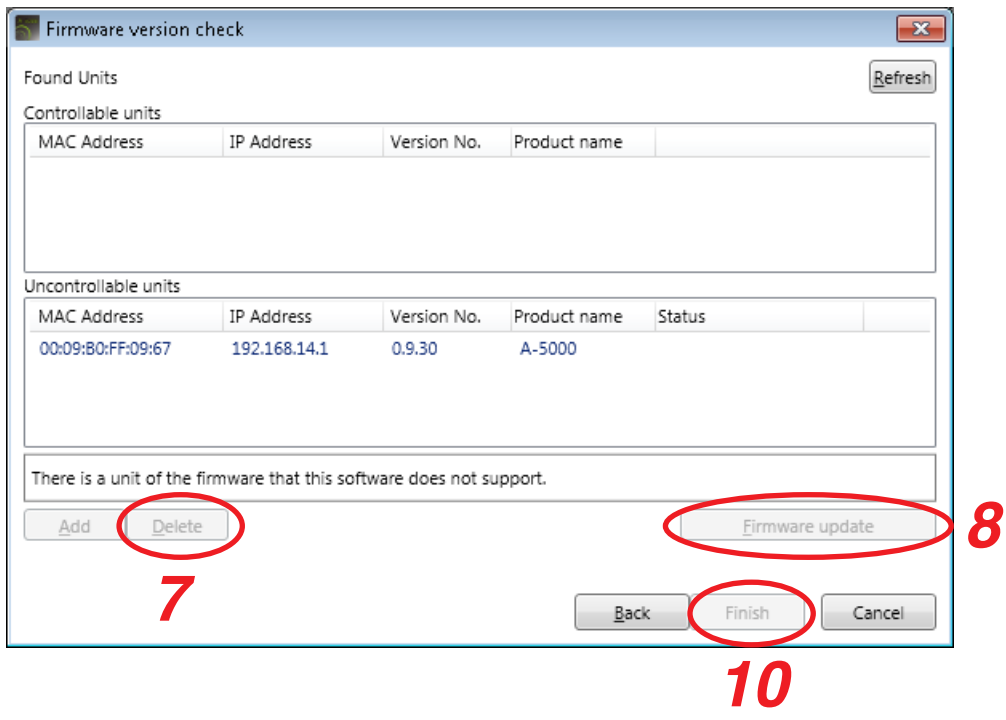 Firmware version check
Found Units
Refresh
Controllable units
MAC Address IP Address Version No. Product name
Uncontrollable units
MAC Address IP Address Version No. Product name Status
00:09:B0:FF:09:67 192.168.14.1 0.9.30 A-5000
There is a unit of the firmware that this software does not support.
Add Delete Firmware update 8
7
Back Finish Cancel
10